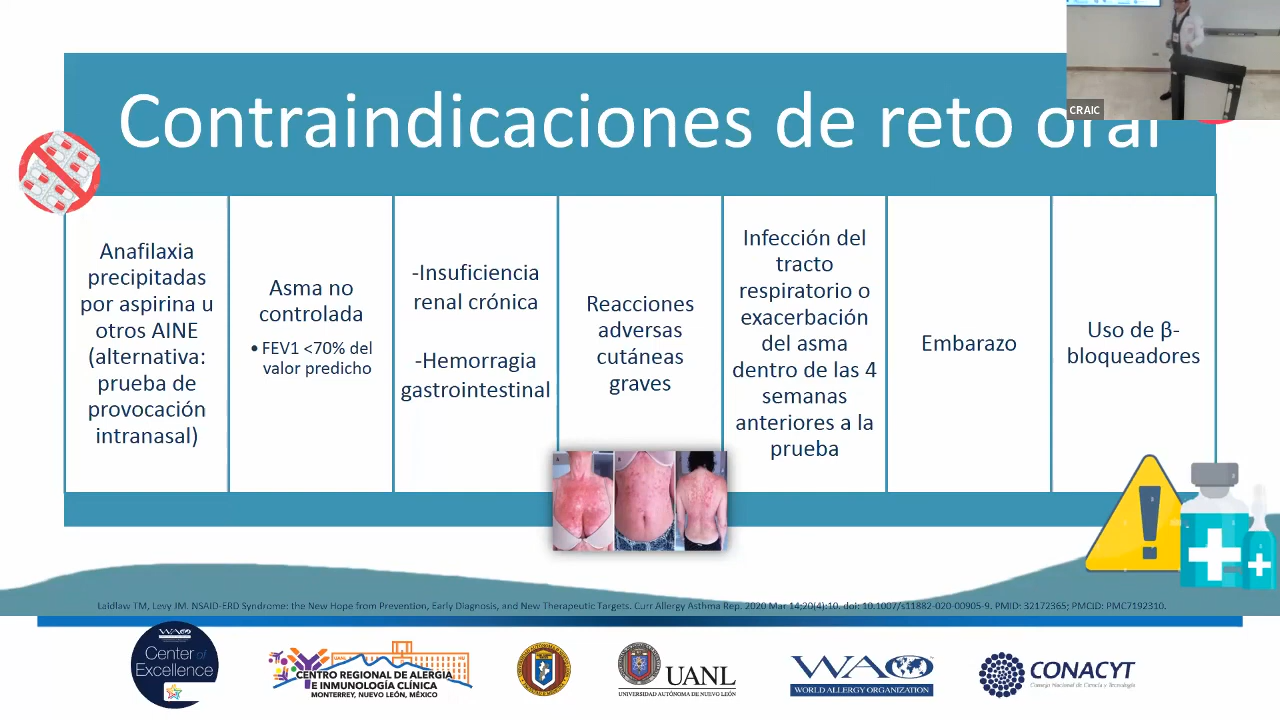 CRAIC
Contraindicaciones de reto oral
Anafilaxia
precipitadas
por aspirina u
otros AINE
(alternativa:
prueba de
provocación
intranasal)
Asma no
controlada
• FEV1 <70% del
valor predicho
-Insuficiencia
renal crónica
-Hemorragia
gastrointestinal
Reacciones
adversas
cutáneas
graves
Infección del
tracto
respiratorio o
exacerbación
del asma
dentro de las 4
semanas
anteriores a la
prueba
Embarazo
Uso de β-
bloqueadores
Laidlaw TM, Levy JM. NSAID-ERD Syndrome: the New Hope from Prevention, Early Diagnosis, and New Therapeutic Targets. Curr Allergy Asthma Rep. 2020 Mar 14;20(4):10. doi: 10.1007/s11882-020-00905-9. PMID: 32172365; PMCID: PMC7192310.
WAO
Center of
Excellence
CENTRO REGIONAL DE ALERGIA
E INMUNOLOGÍA CLÍNICA
MONTERREY, NUEVO LEÓN, MÉXICO
UANL
UNIVERSIDAD AUTÓNOMA DE NUEVO LEÓN
WAO
WORLD ALLERGY ORGANIZATION
CONACYT
Consejo Nacional de Ciencia y Tecnología